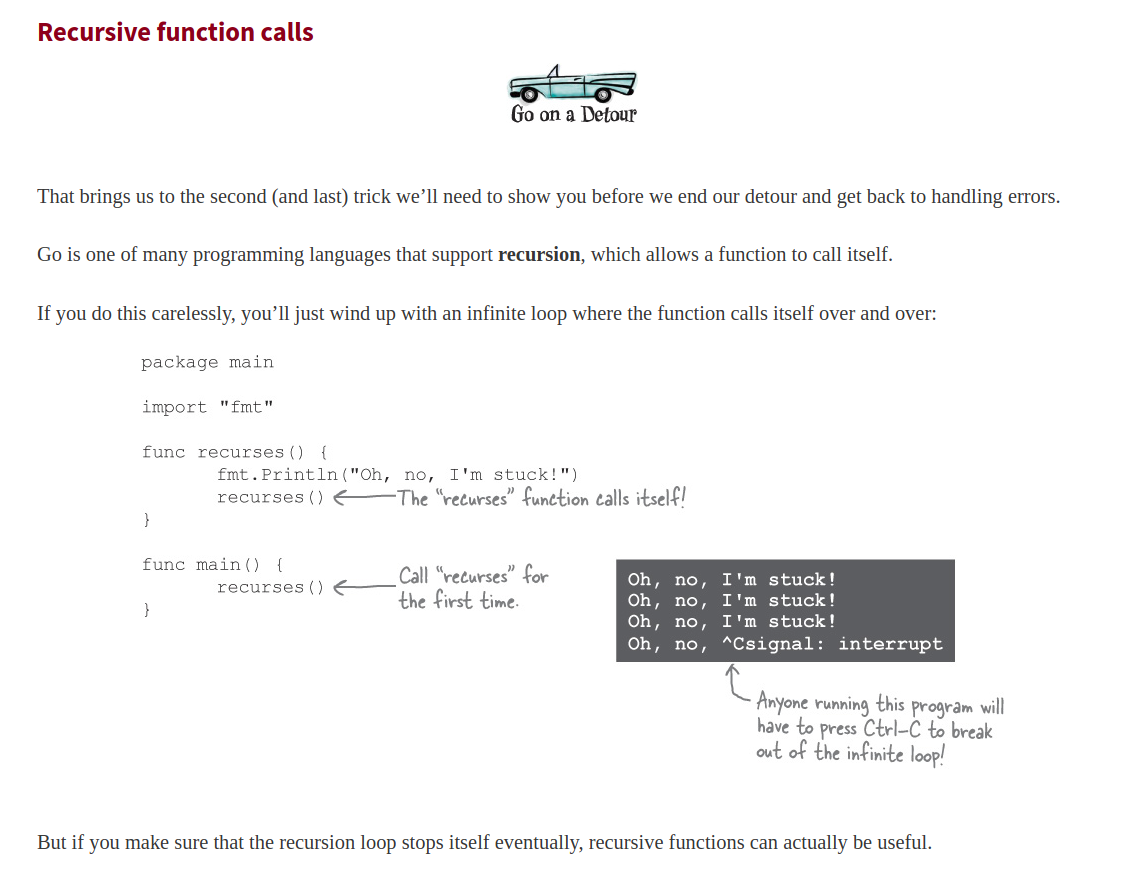 Recursive function calls
Go on a Detour
That brings us to the second (and last) trick we’ll need to show you before we end our detour and get back to handling errors.
Go is one of many programming languages that support recursion, which allows a function to call itself.
If you do this carelessly, you’ll just wind up with an infinite loop where the function calls itself over and over:
package main
import "fmt"
func recurses() {
fmt.Println("Oh, no, I'm stuck!")
recurses() The “recurses” function calls itself!
}
func main() {
recurses()
}
Call “recurses” for
the first time.
Oh, no, I'm stuck!
Oh, no, I'm stuck!
Oh, no, I'm stuck!
Oh, no, ^Csignal: interrupt
Anyone running this program will
have to press Ctrl-C to break
out of the infinite loop!
But if you make sure that the recursion loop stops itself eventually, recursive functions can actually be useful.